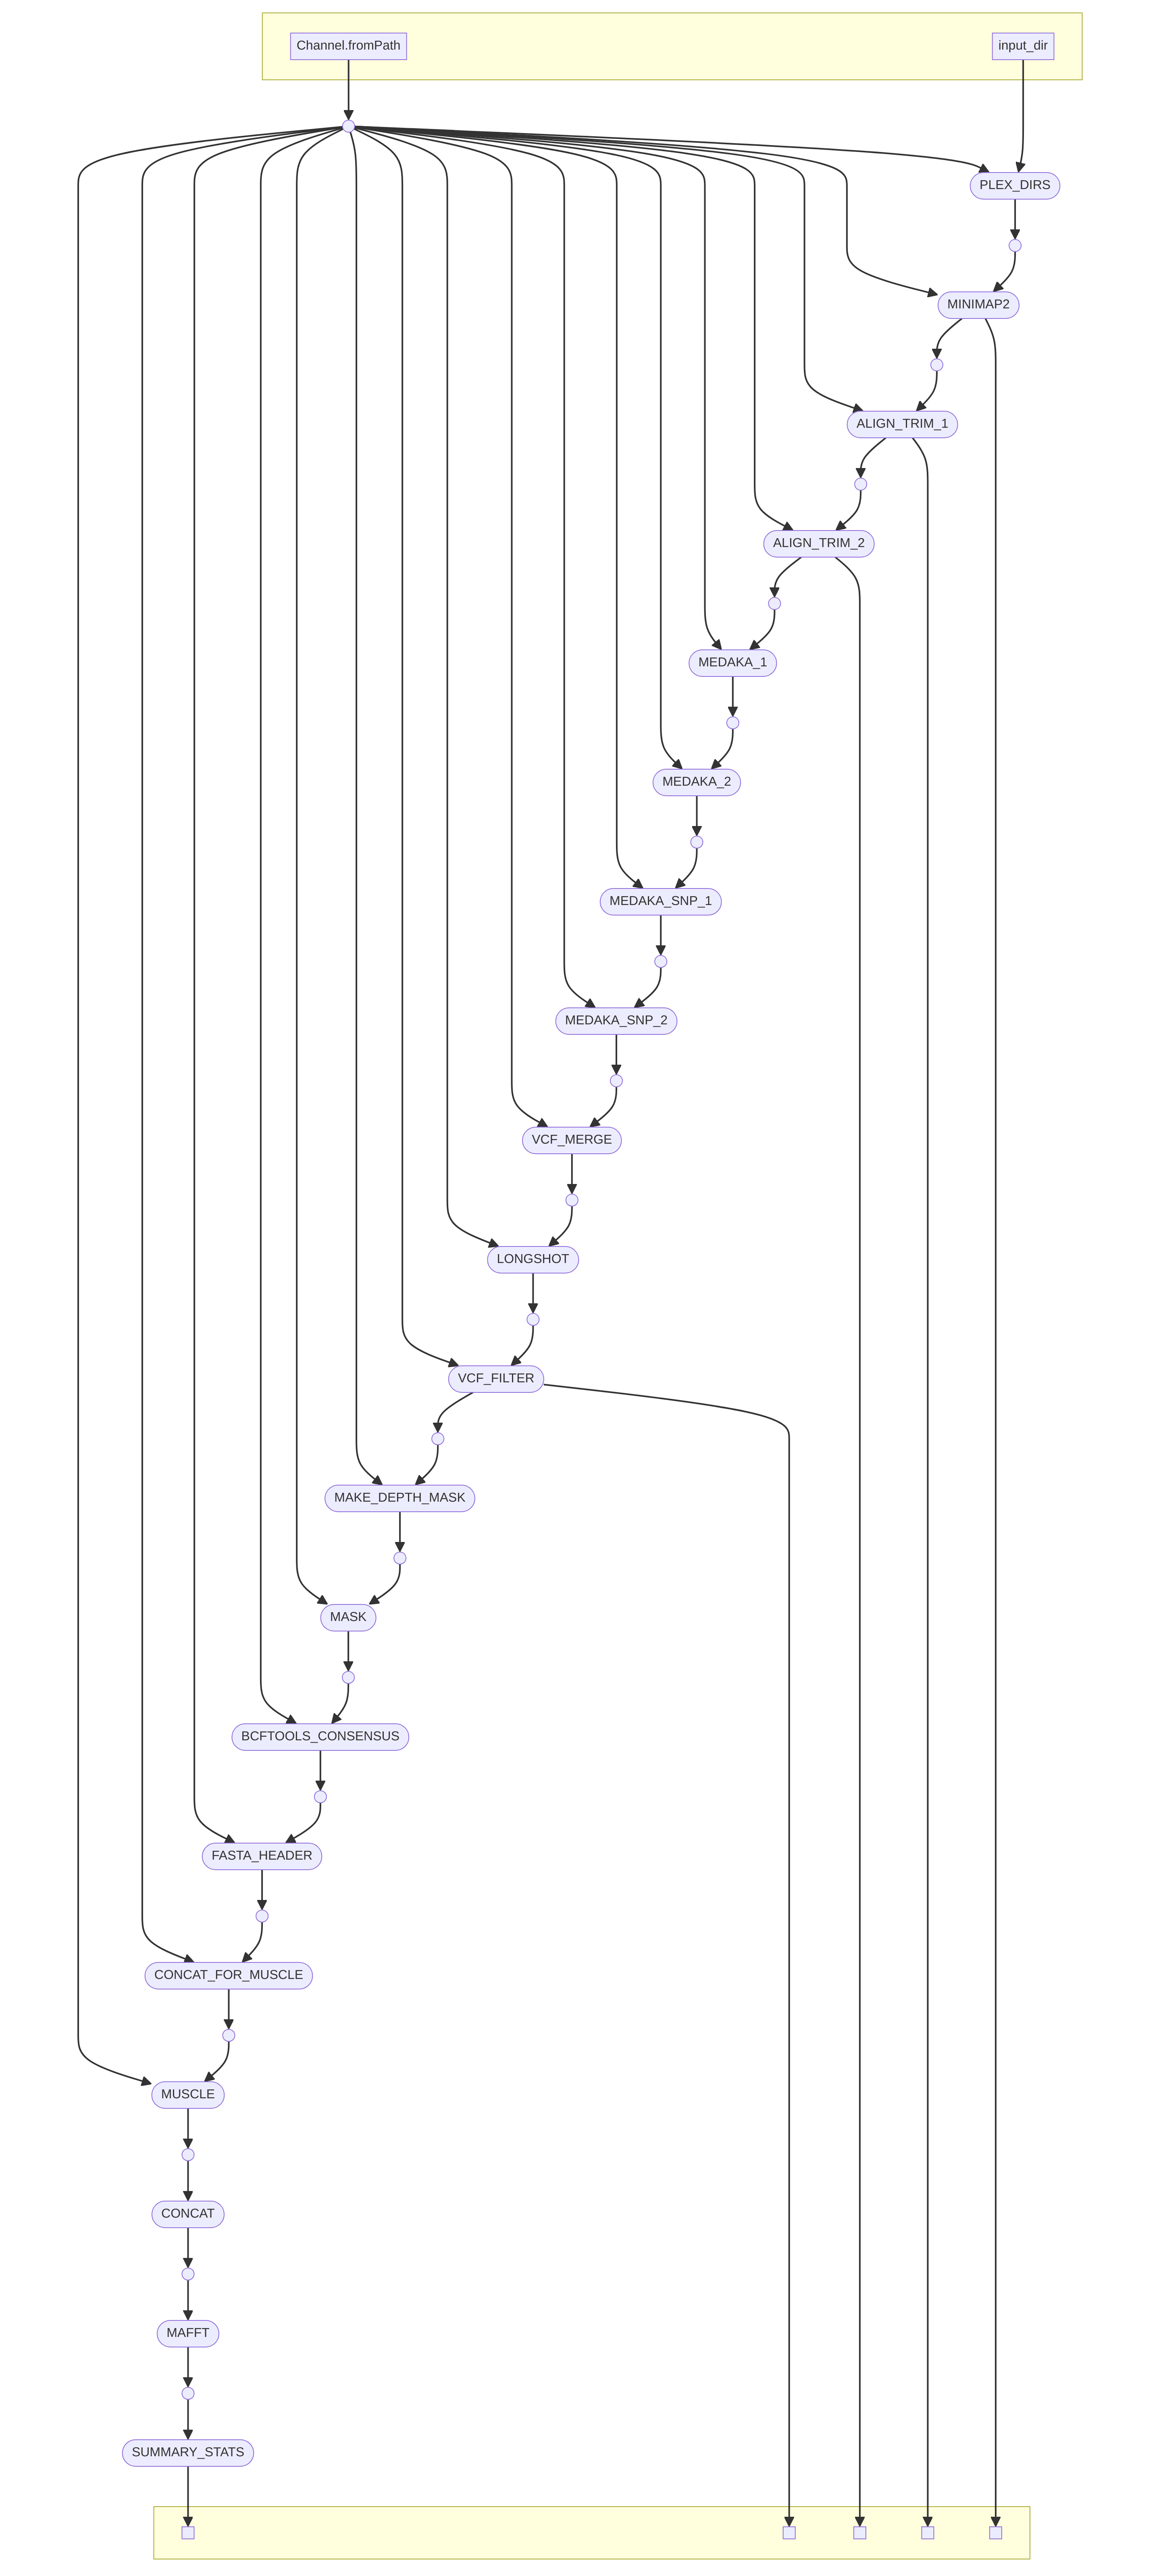 Channel.fromPath
input_dir
PLEX_DIRS
MINIMAP2
ALIGN_TRIM_1
ALIGN_TRIM_2
MEDAKA_1
MEDAKA_2
MEDAKA_SNP_1
MEDAKA_SNP_2
VCF_MERGE
LONGSHOT
VCF_FILTER
MAKE_DEPTH_MASK
MASK
BCFTOOLS_CONSENSUS
FASTA_HEADER
CONCAT_FOR_MUSCLE
MUSCLE
CONCAT
MAFFT
SUMMARY_STATS